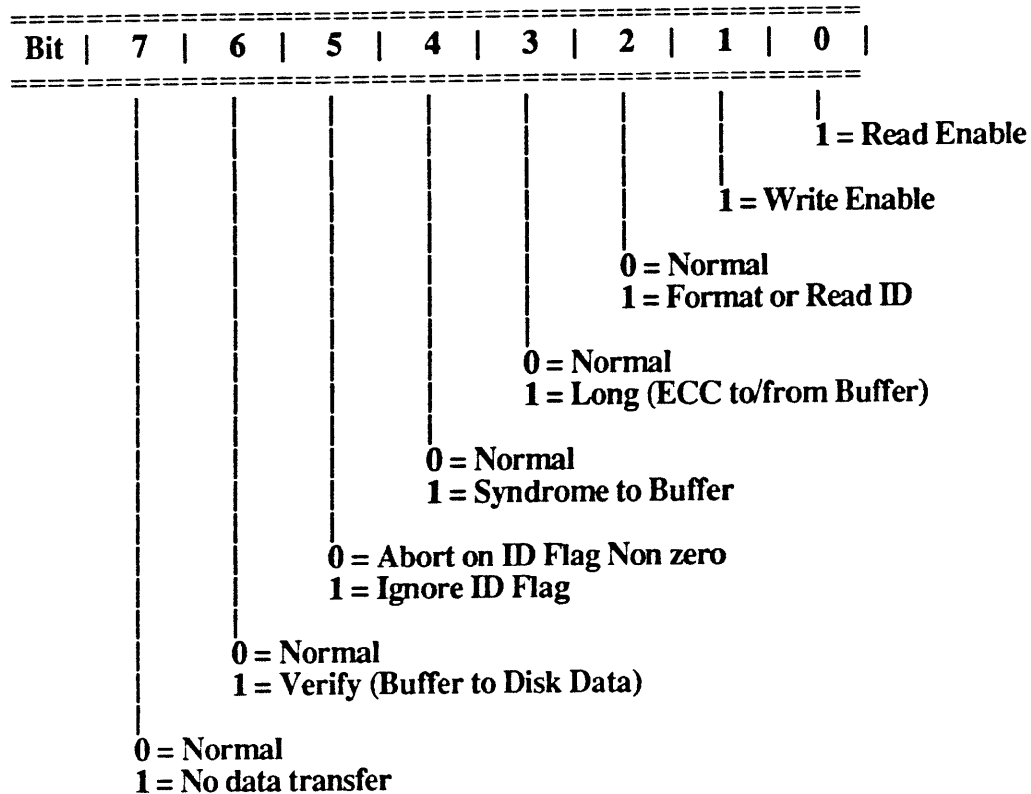 Bit | 7 | 6 | 5 | 4 | 3 | 2 | 1 | 0 |
1 = Read Enable
1 = Write Enable
0 = Normal
1 = Format or Read ID
0 = Normal
1 = Long (ECC to/from Buffer)
0 = Normal
1 = Syndrome to Buffer
0 = Abort on ID Flag Non zero
1 = Ignore ID Flag
0 = Normal
1 = Verify (Buffer to Disk Data)
0 = Normal
1 = No data transfer